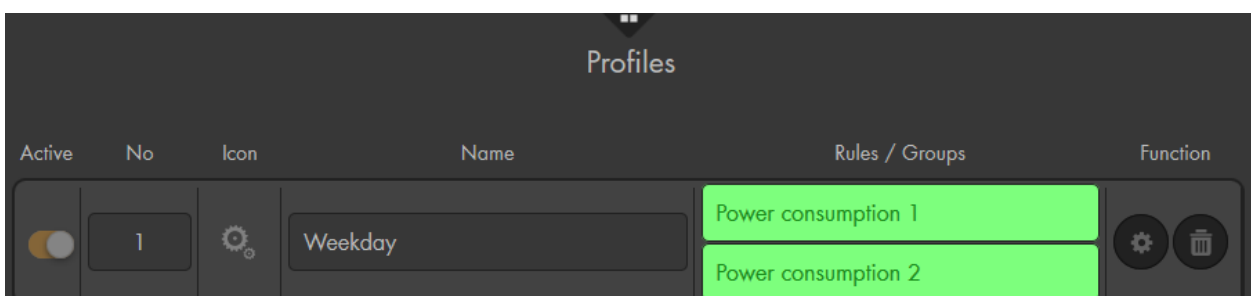 Profiles
Active No Icon Name Rules / Groups Function
1 Weekday Power consumption 1
Power consumption 2